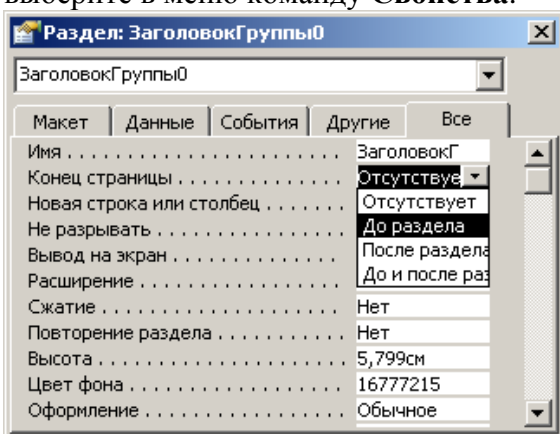 выберите в меню команду Свойства.
Раздел: ЗаголовокГруппы0
ЗаголовокГруппы0
Макет Данные События Другие Все
Имя . . . . . . . . . . . . . . . . . . . . . . . ЗаголовокГ
Конец страницы . . . . . . . . . . . . . Отсутствуе
Новая строка или столбец . . . . . . . Отсутствует
Не разрывать . . . . . . . . . . . . . . . До раздела
Вывод на экран . . . . . . . . . . . . . . После раздела
Расширение . . . . . . . . . . . . . . . . До и после раз
Сжатие . . . . . . . . . . . . . . . . . . . . Нет
Повторение раздела . . . . . . . . . . . Нет
Высота . . . . . . . . . . . . . . . . . . . . 5,799см
Цвет фона . . . . . . . . . . . . . . . . . 16777215
Оформление . . . . . . . . . . . . . . . . Обычное